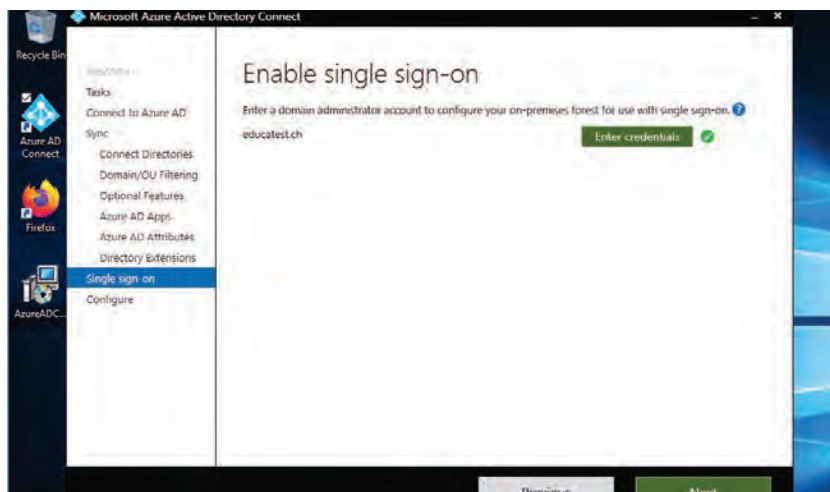 Microsoft Azure Active Directory Connect
Recycle Bin
Azure AD
Connect
Firefox
AzureADC...
Welcome
Tasks
Connect to Azure AD
Sync
Connect Directories
Domain/OU Filtering
Optional Features
Azure AD Apps
Azure AD Attributes
Directory Extensions
Single sign-on
Configure
Enable single sign-on
Enter a domain administrator account to configure your on-premises forest for use with single sign-on. ?
educatest.ch
Enter credentials
Previous
Next